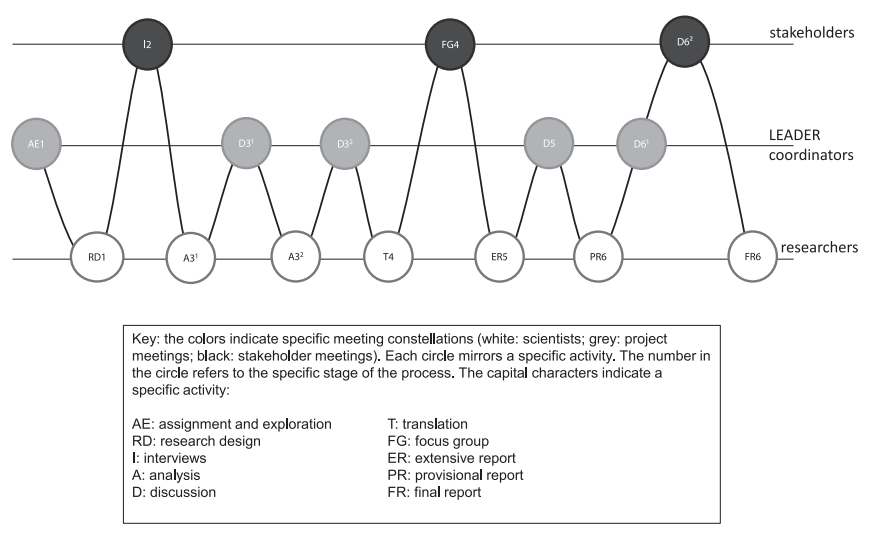 stakeholders
I2
FG4
D6²
LEADER
coordinators
AE1
D3¹
D3²
D5
D6¹
researchers
RD1
A3¹
A3²
T4
ER5
PR6
FR6
Key: the colors indicate specific meeting constellations (white: scientists; grey: project
meetings; black: stakeholder meetings). Each circle mirrors a specific activity. The number in
the circle refers to the specific stage of the process. The capital characters indicate a
specific activity:
AE: assignment and exploration
RD: research design
I: interviews
A: analysis
D: discussion
T: translation
FG: focus group
ER: extensive report
PR: provisional report
FR: final report